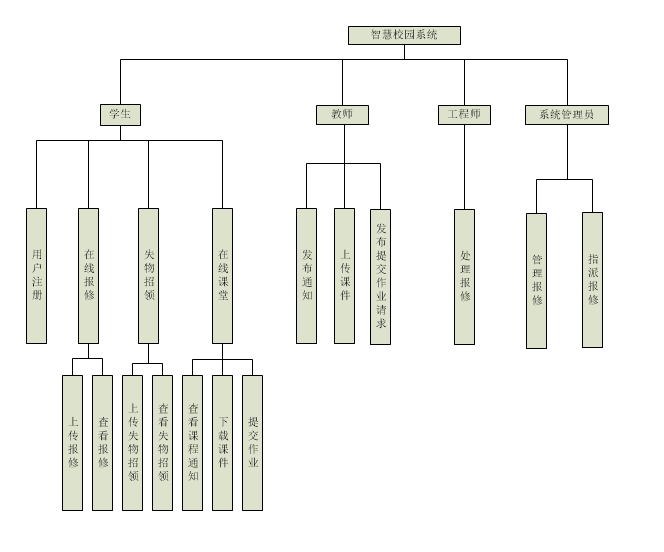 智慧校园系统
学生
教师
工程师
系统管理员
用户注册
在线报修
失物招领
在线课堂
发布通知
上传课件
发布提交作业请求
处理报修
管理报修
指派报修
上传报修
查看报修
上传失物招领
查看失物招领
查看课程通知
下载课件
提交作业